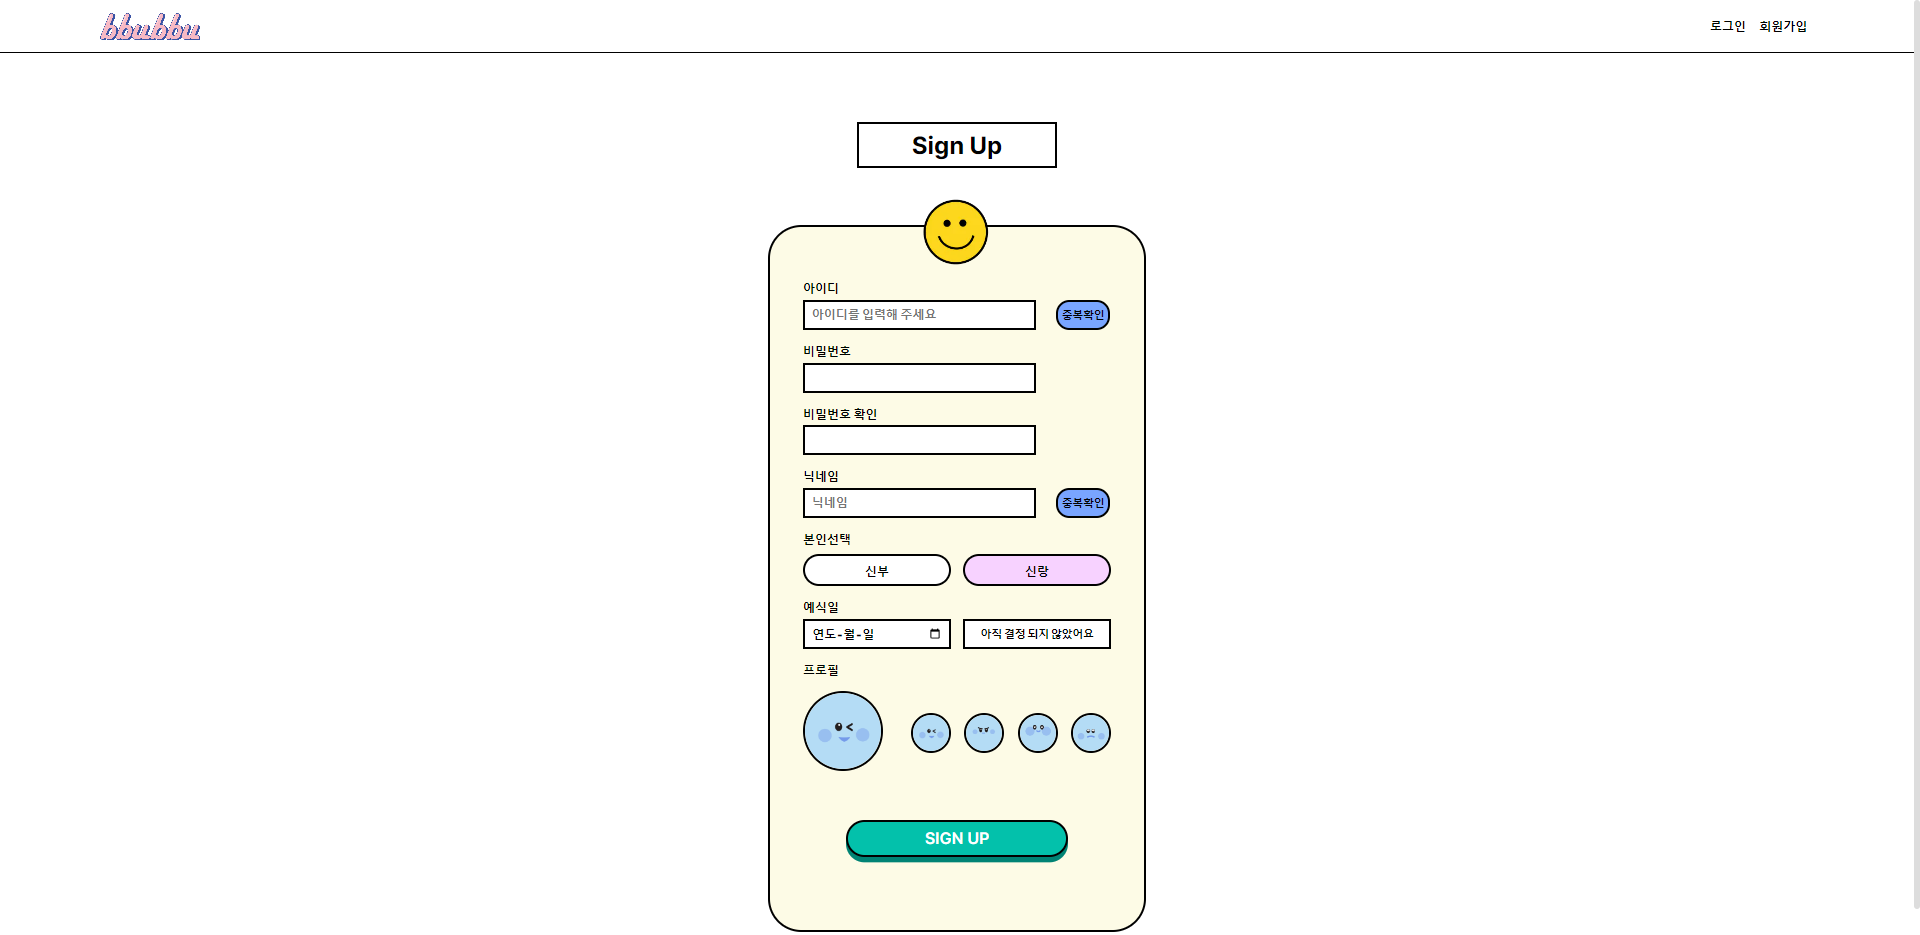 bbubbu
로그인 회원가입
Sign Up
아이디
아이디를 입력해 주세요 중복확인
비밀번호
비밀번호 확인
닉네임
닉네임 중복확인
본인선택
신부 신랑
예식일
연도-월-일 아직 결정 되지 않았어요
프로필
SIGN UP